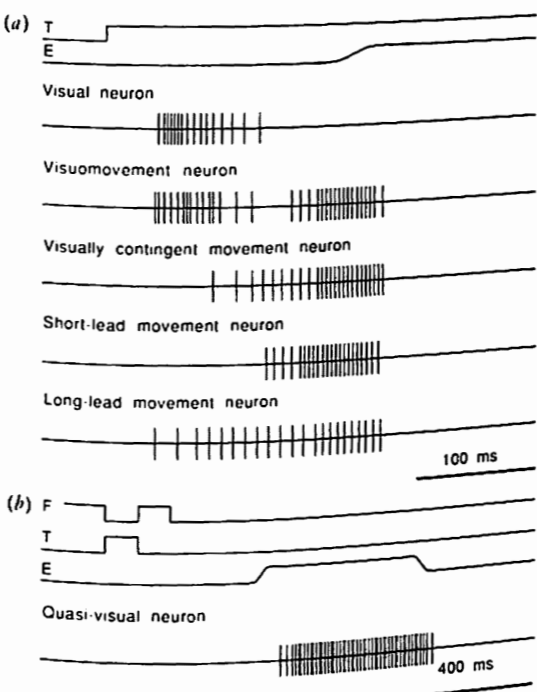 (a) T
E
Visual neuron
Visuomovement neuron
Visually contingent movement neuron
Short-lead movement neuron
Long-lead movement neuron
100 ms
(b) F
T
E
Quasi-visual neuron
400 ms